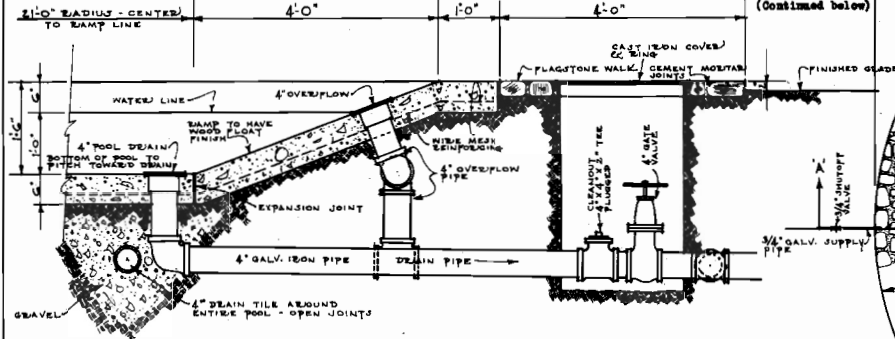 21'-0" RADIUS - CENTER
TO RAMP LINE
4'-0"
1'-0"
4'-0"
(Continued below)
CAST IRON COVER
& RING
FLAGSTONE WALK
CEMENT MORTAR
JOINTS
FINISHED GRADE
WATER LINE
4" OVERFLOW
6"
1'-6"
1'-0"
6"
RAMP TO HAVE
WOOD FLOAT
FINISH
4" POOL DRAIN
BOTTOM OF POOL TO
PITCH TOWARD DRAIN
WIRE MESH
REINFORCING
4" OVERFLOW
PIPE
CLEANOUT
4"X4"X2" TEE
PLUGGED
4" GATE
VALVE
3/4" SHUTOFF
VALVE
EXPANSION JOINT
3/4" GALV. SUPPLY
PIPE
4" GALV. IRON PIPE
DRAIN PIPE
GRAVEL
4" DRAIN TILE AROUND
ENTIRE POOL - OPEN JOINTS